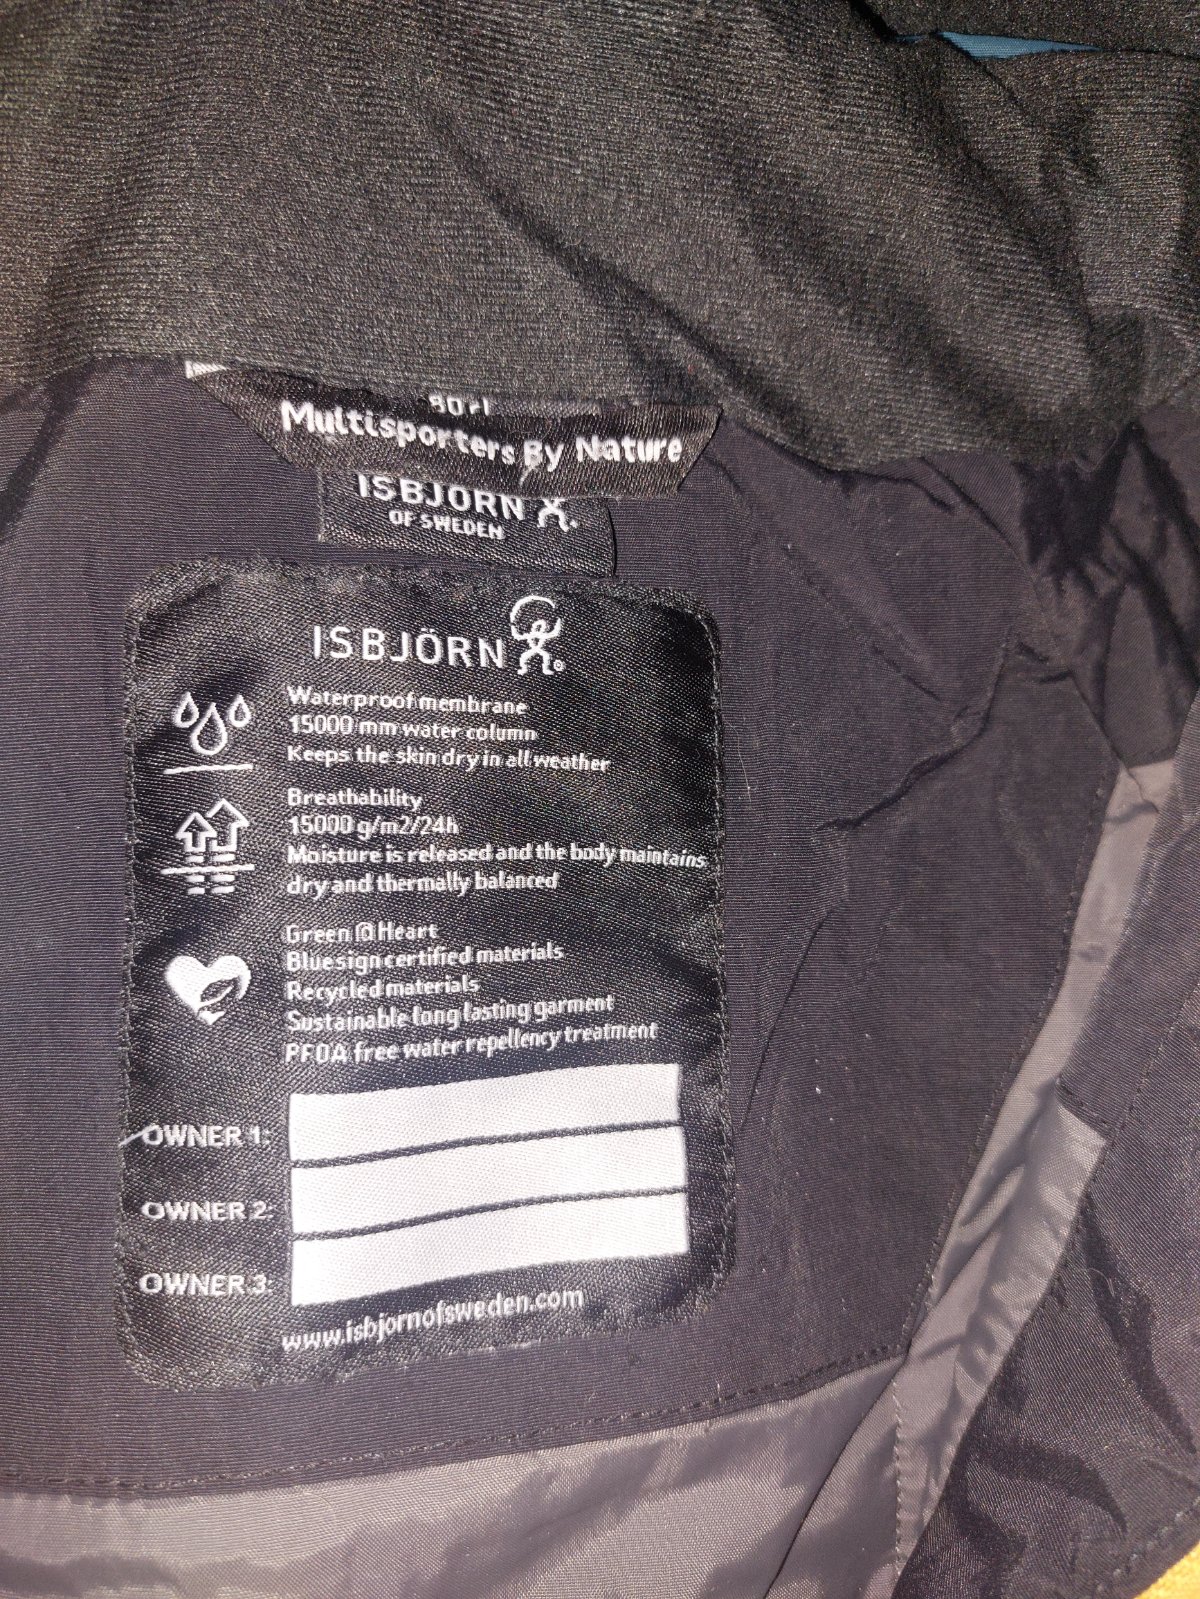 Multisporters By Nature
ISBJÖRN
OF SWEDEN
ISBJÖRN
Waterproof membrane
15000 mm water column
Keeps the skin dry in all weather
Breathability
15000 g/m2/24h
Moisture is released and the body maintains
dry and thermally balanced
Green @ Heart
Bluesign certified materials
Recycled materials
Sustainable long lasting garment
PFOA free water repellency treatment
OWNER 1:
OWNER 2:
OWNER 3:
www.isbjornofsweden.com